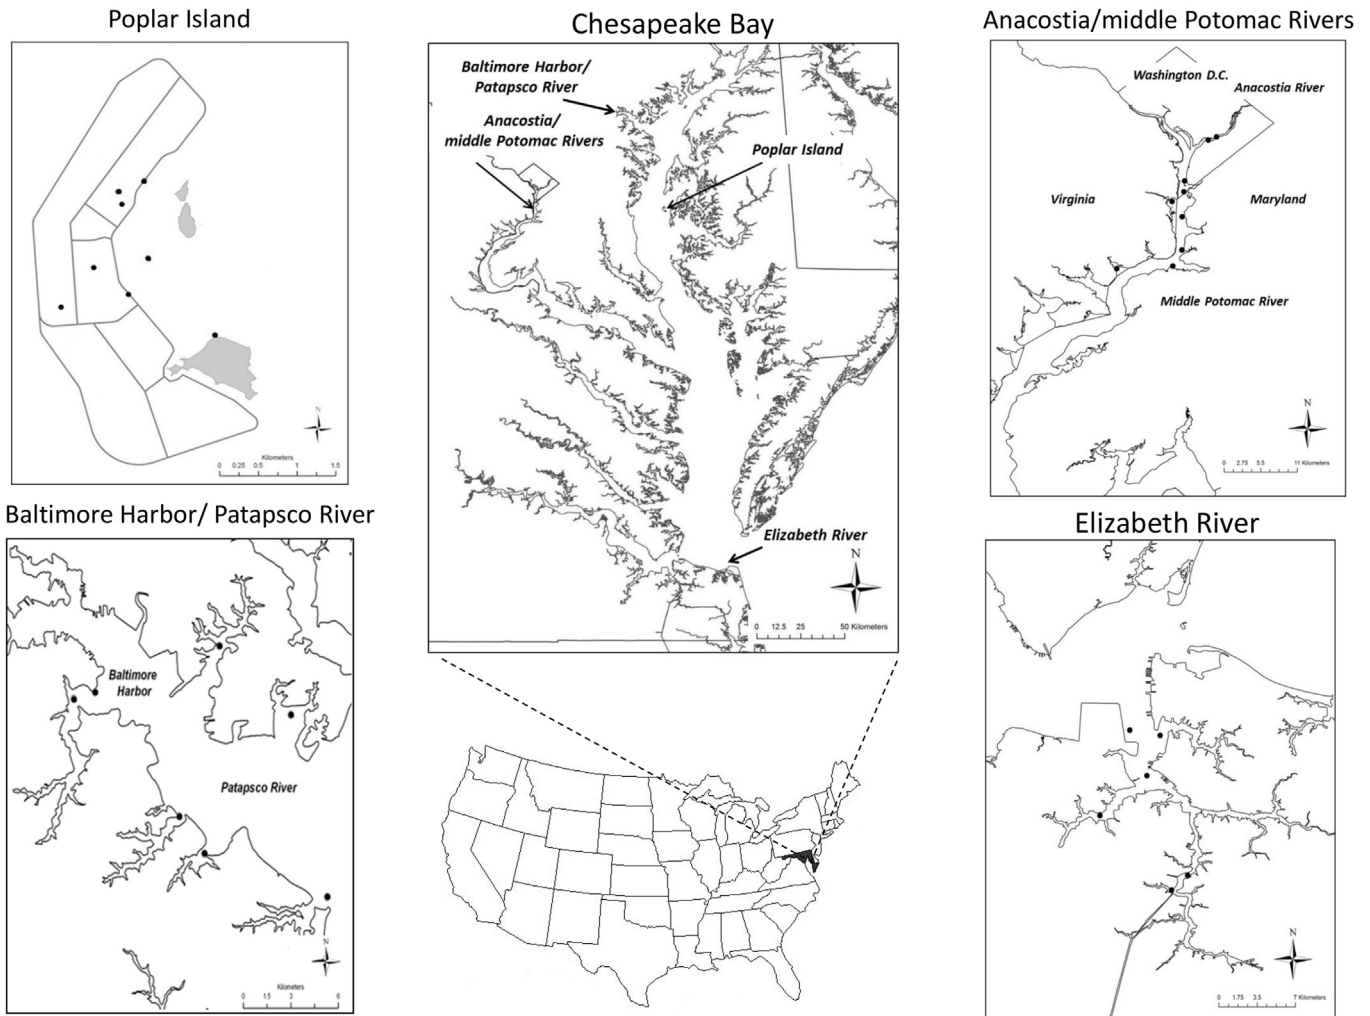 Poplar Island
N
Kilometers
0 0.25 0.5 1 1.5
Chesapeake Bay
Baltimore Harbor/
Patapsco River
Anacostia/
middle Potomac Rivers
Poplar Island
Elizabeth River
N
0 12.5 25 50 Kilometers
Anacostia/middle Potomac Rivers
Washington D.C.
Anacostia River
Virginia
Maryland
Middle Potomac River
N
0 2.75 5.5 11 Kilometers
Baltimore Harbor/ Patapsco River
Baltimore
Harbor
Patapsco River
N
Kilometers
0 1.5 3 6
Elizabeth River
N
0 1.75 3.5 7 Kilometers